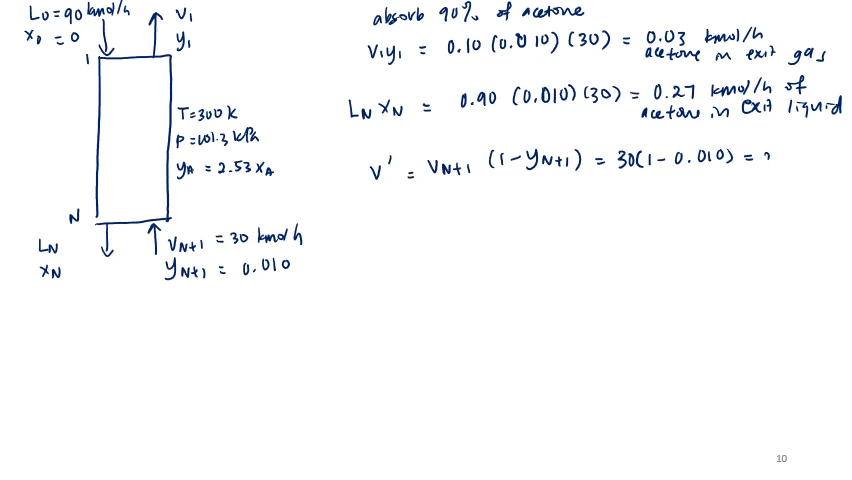 L0 = 90 kmol/h
x0 = 0
V1
y1
1
T = 300 K
P = 101.3 kPa
yA = 2.53 xA
N
LN
xN
VN+1 = 30 kmol/h
yN+1 = 0.010
absorb 90% of acetone
V1y1 = 0.10 (0.010) (30) = 0.03 kmol/h
acetone in exit gas
LN xN = 0.90 (0.010) (30) = 0.27 kmol/h of
acetone in exit liquid
V' = VN+1 (1 - yN+1) = 30(1 - 0.010) =
10